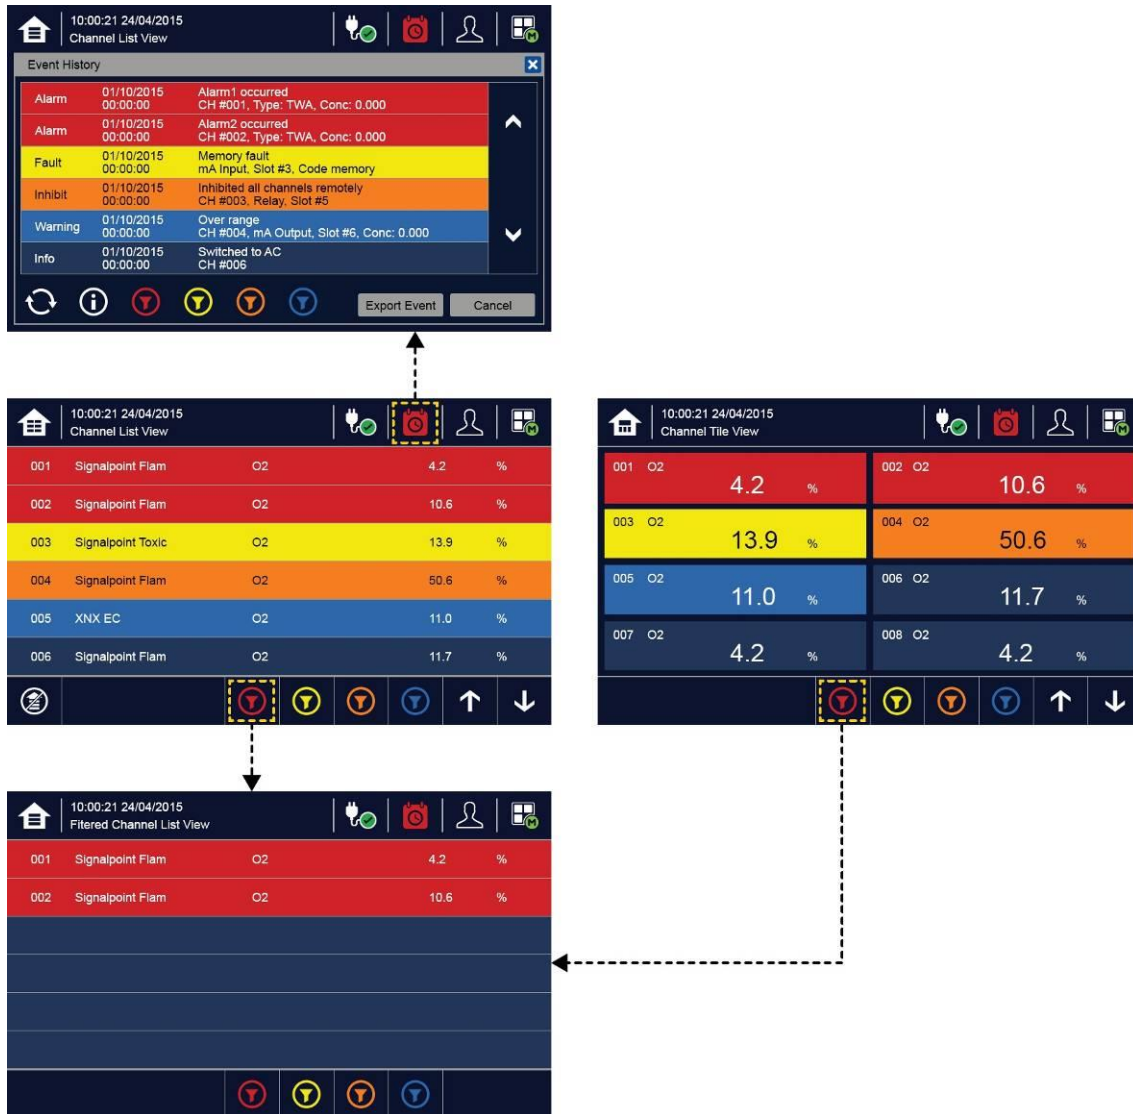 10:00:21 24/04/2015
Channel List View
Event History
Alarm 01/10/2015 00:00:00 Alarm1 occurred
CH #001, Type: TWA, Conc: 0.000
Alarm 01/10/2015 00:00:00 Alarm2 occurred
CH #002, Type: TWA, Conc: 0.000
Fault 01/10/2015 00:00:00 Memory fault
mA Input, Slot #3, Code memory
Inhibit 01/10/2015 00:00:00 Inhibited all channels remotely
CH #003, Relay, Slot #5
Warning 01/10/2015 00:00:00 Over range
CH #004, mA Output, Slot #6, Conc: 0.000
Info 01/10/2015 00:00:00 Switched to AC
CH #006
Export Event Cancel
10:00:21 24/04/2015
Channel List View
001 Signalpoint Flam O2 4.2 %
002 Signalpoint Flam O2 10.6 %
003 Signalpoint Toxic O2 13.9 %
004 Signalpoint Flam O2 50.6 %
005 XNX EC O2 11.0 %
006 Signalpoint Flam O2 11.7 %
10:00:21 24/04/2015
Channel Tile View
001 O2 4.2 %
002 O2 10.6 %
003 O2 13.9 %
004 O2 50.6 %
005 O2 11.0 %
006 O2 11.7 %
007 O2 4.2 %
008 O2 4.2 %
10:00:21 24/04/2015
Fitered Channel List View
001 Signalpoint Flam O2 4.2 %
002 Signalpoint Flam O2 10.6 %